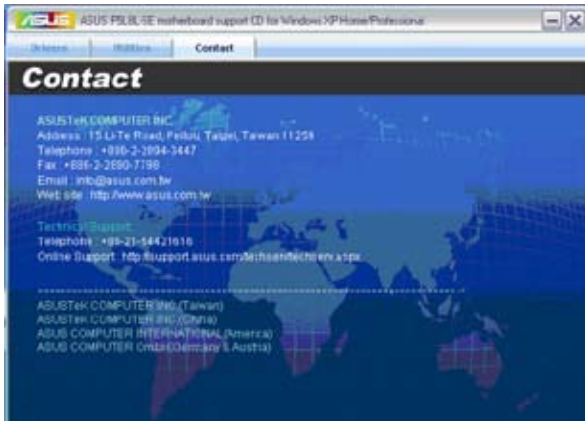 ASUS ASUS P5L8L-SE motherboard support CD for Windows XP Home/Professional
Drivers Utilities Contact
Contact
ASUSTeK COMPUTER INC.
Address : 15 Li-Te Road, Peitou, Taipei, Taiwan 11259
Telephone : +886-2-2894-3447
Fax : +886-2-2890-7798
Email : info@asus.com.tw
Web site : http://www.asus.com.tw
Technical Support
Telephone : +86-21-54421616
Online Support : http://support.asus.com/techserv/techserv.aspx
ASUSTeK COMPUTER INC.(Taiwan)
ASUSTeK COMPUTER INC.(China)
ASUS COMPUTER INTERNATIONAL(America)
ASUS COMPUTER GmbH(Germany & Austria)